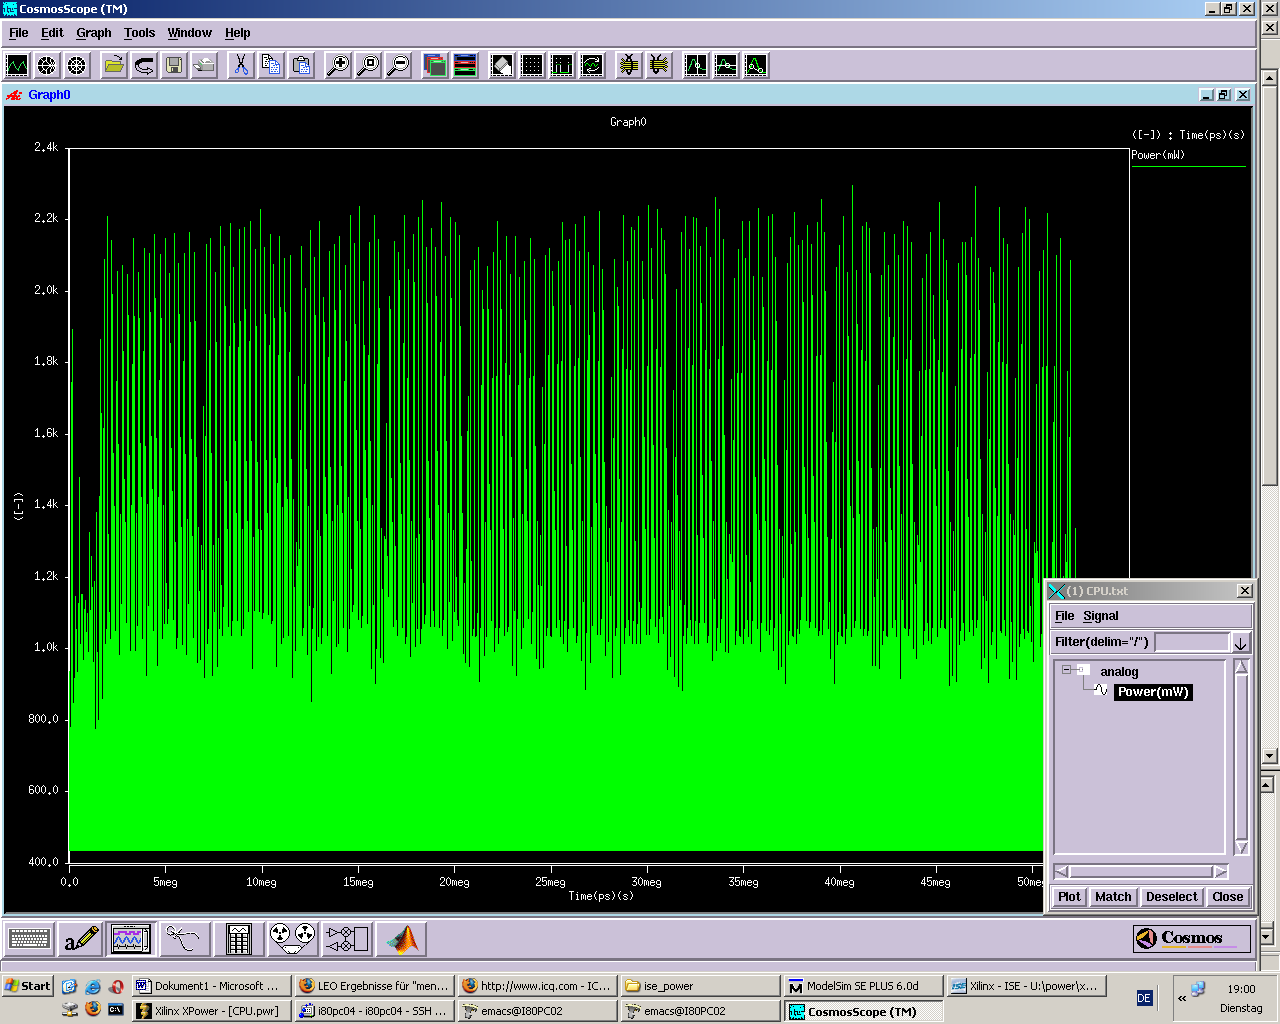 CosmosScope (TM)
File Edit Graph Tools Window Help
Graph0
Graph0
([-]) : Time(ps)(s)
Power(mW)
2.4k
2.2k
2.0k
1.8k
1.6k
1.4k
([-])
1.2k
1.0k
800.0
600.0
400.0
0.0 5meg 10meg 15meg 20meg 25meg 30meg 35meg 40meg 45meg 50meg
Time(ps)(s)
(1) CPU.txt
File Signal
Filter(delim="/")
analog
Power(mW)
Plot Match Deselect Close
a
Cosmos
Start Dokument1 - Microsoft ... LEO Ergebnisse für "men... http://www.icq.com - IC... ise_power ModelSim SE PLUS 6.0d Xilinx - ISE - U:\power\x... DE « 19:00
Xilinx XPower - [CPU.pwr] i80pc04 - i80pc04 - SSH ... emacs@I80PC02 emacs@I80PC02 CosmosScope (TM) Dienstag